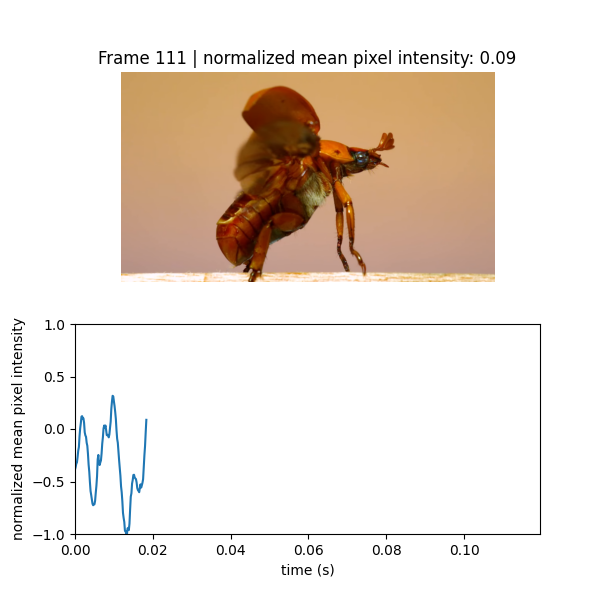 Frame 111 | normalized mean pixel intensity: 0.09
normalized mean pixel intensity
1.0
0.5
0.0
−0.5
−1.0
0.00 0.02 0.04 0.06 0.08 0.10
time (s)